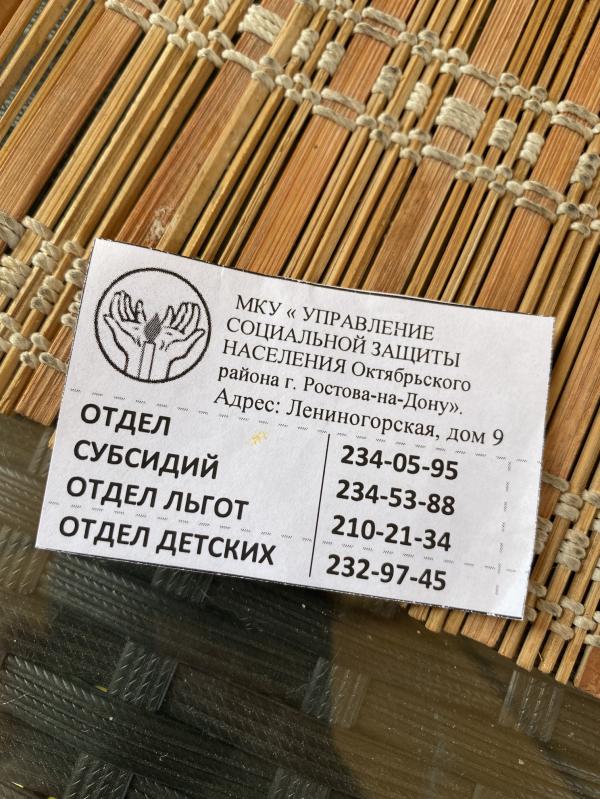 МКУ « УПРАВЛЕНИЕ
СОЦИАЛЬНОЙ ЗАЩИТЫ
НАСЕЛЕНИЯ Октябрьского
района г. Ростова-на-Дону».
Адрес: Лениногорская, дом 9
ОТДЕЛ 234-05-95
СУБСИДИЙ 234-53-88
ОТДЕЛ ЛЬГОТ 210-21-34
ОТДЕЛ ДЕТСКИХ 232-97-45